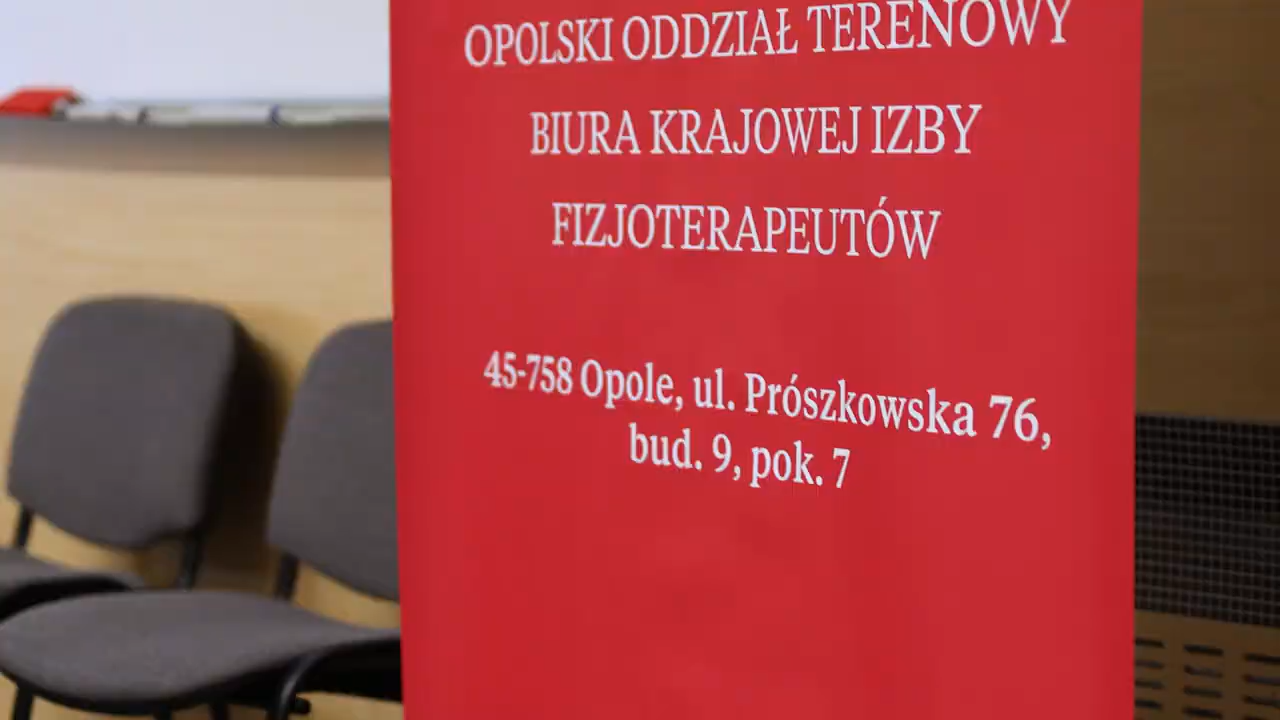 OPOLSKI ODDZIAŁ TERENOWY
BIURA KRAJOWEJ IZBY
FIZJOTERAPEUTÓW
45-758 Opole, ul. Prószkowska 76,
bud. 9, pok. 7